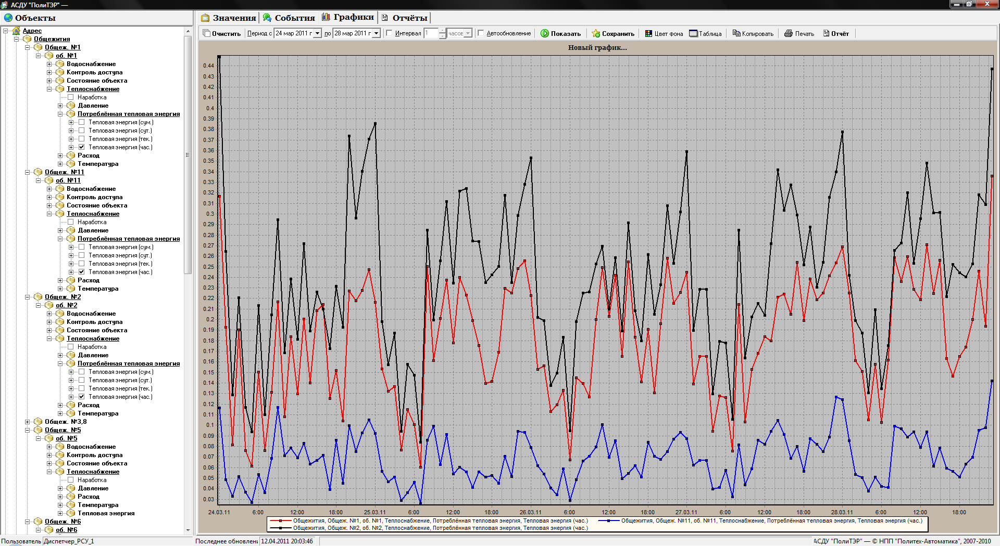 АСДУ "ПолиТЭР" —
Объекты
Значения
События
Графики
Отчёты
Очистить
Период с
24 мар 2011 г
по
28 мар 2011 г
Интервал
1
часов
Автообновление
Показать
Сохранить
Цвет фона
Таблица
Копировать
Печать
Отчёт
Адрес
Общежития
Общеж. №1
об. №1
Водоснабжение
Контроль доступа
Состояние объекта
Теплоснабжение
Наработка
Давление
Потреблённая тепловая энергия
Тепловая энергия (сум.)
Тепловая энергия (сут.)
Тепловая энергия (тек.)
Тепловая энергия (час.)
Расход
Температура
Общеж. №11
об. №11
Водоснабжение
Контроль доступа
Состояние объекта
Теплоснабжение
Наработка
Давление
Потреблённая тепловая энергия
Тепловая энергия (сум.)
Тепловая энергия (сут.)
Тепловая энергия (тек.)
Тепловая энергия (час.)
Расход
Температура
Общеж. №2
об. №2
Водоснабжение
Контроль доступа
Состояние объекта
Теплоснабжение
Наработка
Давление
Потреблённая тепловая энергия
Тепловая энергия (сум.)
Тепловая энергия (сут.)
Тепловая энергия (тек.)
Тепловая энергия (час.)
Расход
Температура
Общеж. №3,8
Общеж. №5
об. №5
Водоснабжение
Контроль доступа
Состояние объекта
Теплоснабжение
Наработка
Давление
Расход
Температура
Тепловая энергия
Общеж. №6
об. №6
Новый график...
0.44
0.43
0.42
0.41
0.4
0.39
0.38
0.37
0.36
0.35
0.34
0.33
0.32
0.31
0.3
0.29
0.28
0.27
0.26
0.25
0.24
0.23
0.22
0.21
0.2
0.19
0.18
0.17
0.16
0.15
0.14
0.13
0.12
0.11
0.1
0.09
0.08
0.07
0.06
0.05
0.04
0.03
24.03.11 6:00 12:00 18:00 25.03.11 6:00 12:00 18:00 26.03.11 6:00 12:00 18:00 27.03.11 6:00 12:00 18:00 28.03.11 6:00 12:00 18:00
Общежития, Общеж. №1, об. №1, Теплоснабжение, Потреблённая тепловая энергия, Тепловая энергия (час.)
Общежития, Общеж. №11, об. №11, Теплоснабжение, Потреблённая тепловая энергия, Тепловая энергия (час.)
Общежития, Общеж. №2, об. №2, Теплоснабжение, Потреблённая тепловая энергия, Тепловая энергия (час.)
Пользователь
Диспетчер_РСУ_1
Последнее обновлен
12.04.2011 20:03:46
АСДУ "ПолиТЭР" — © НПП "Политех-Автоматика", 2007-2010